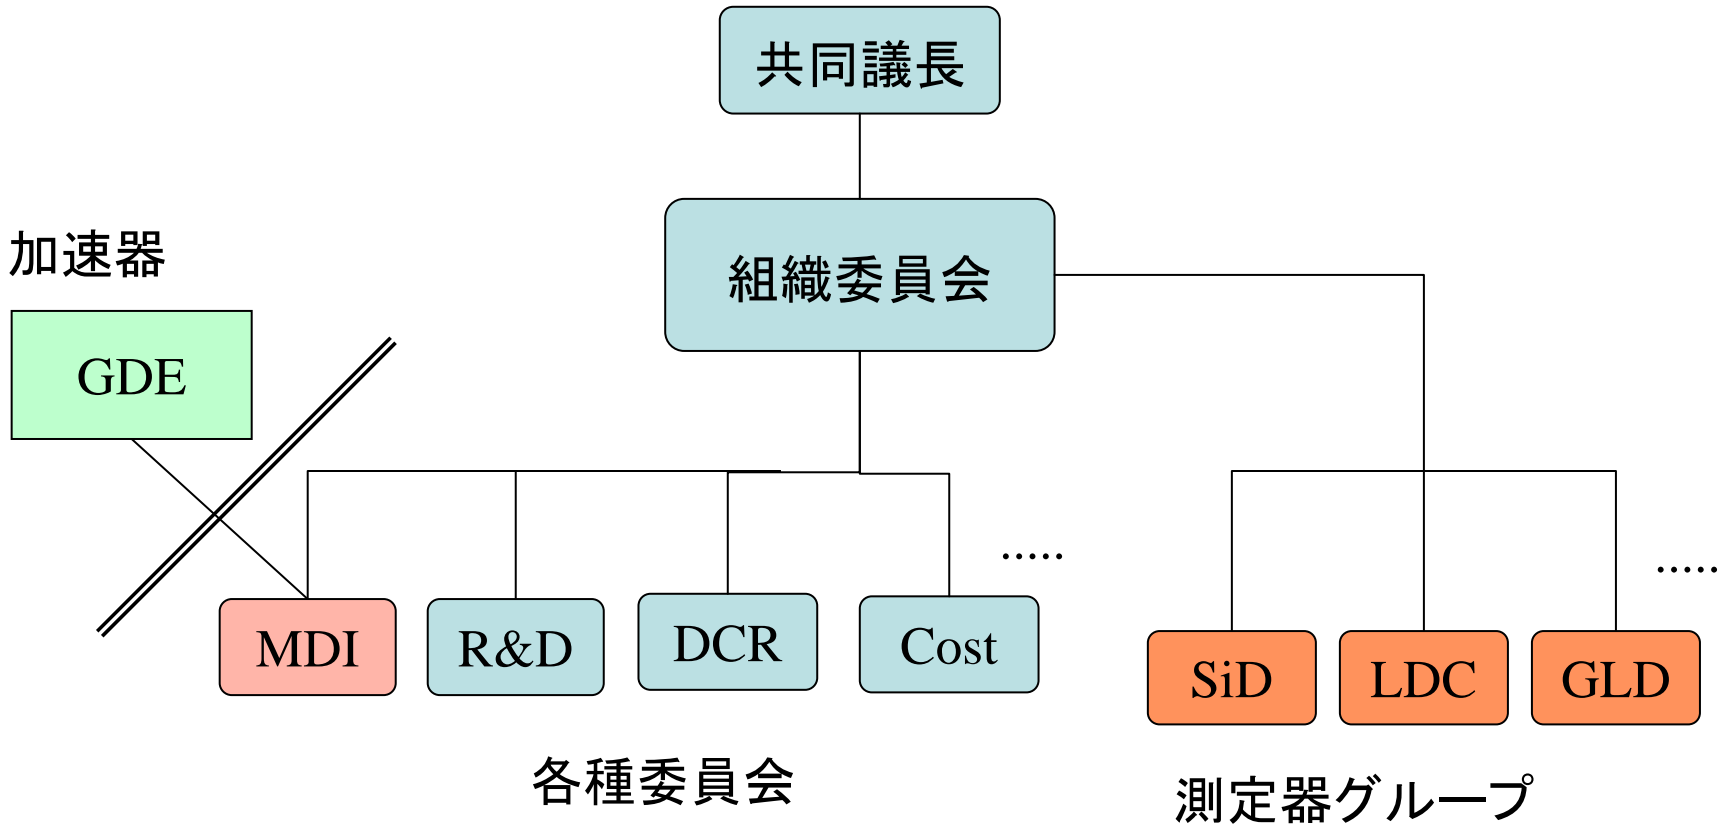 共同議長
組織委員会
加速器
GDE
.....
.....
MDI
R&D
DCR
Cost
SiD
LDC
GLD
各種委員会
測定器グループ